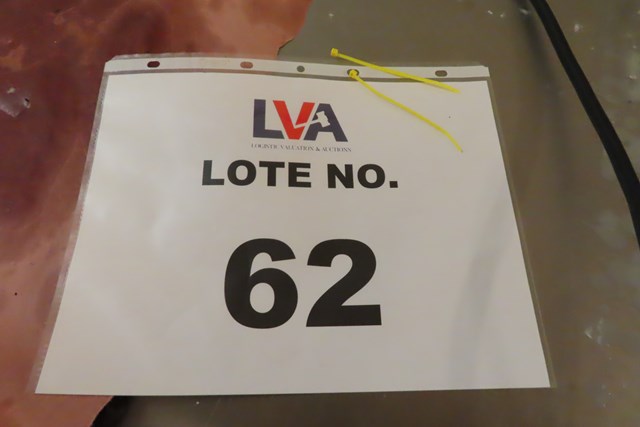 LVA
LOGISTIC VALUATION & AUCTIONS
LOTE NO.
62